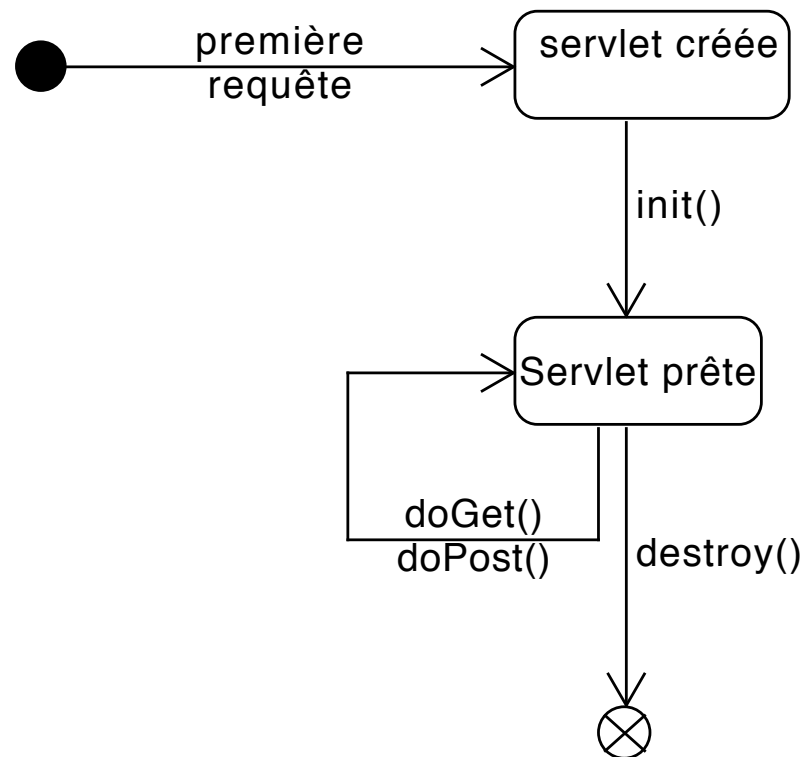 première
requête
servlet créée
init()
Servlet prête
doGet()
doPost()
destroy()